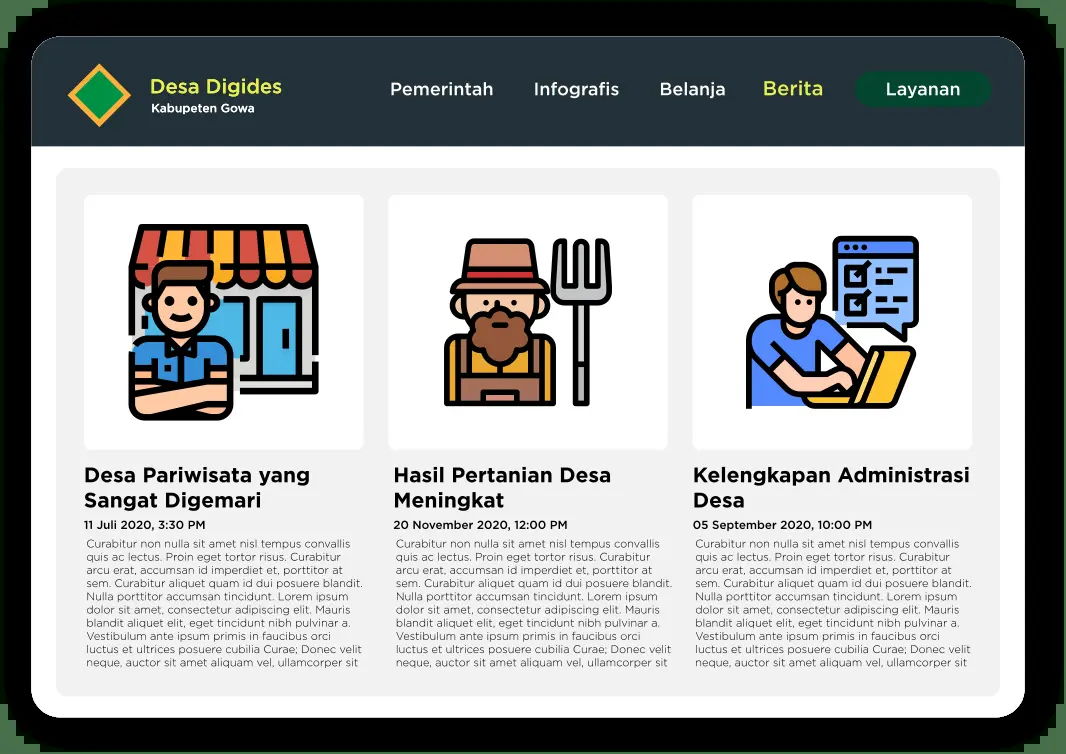 Desa Digides
Kabupeten Gowa
Pemerintah
Infografis
Belanja
Berita
Layanan
Desa Pariwisata yang
Sangat Digemari
11 Juli 2020, 3:30 PM
Curabitur non nulla sit amet nisl tempus convallis
quis ac lectus. Proin eget tortor risus. Curabitur
arcu erat, accumsan id imperdiet et, porttitor at
sem. Curabitur aliquet quam id dui posuere blandit.
Nulla porttitor accumsan tincidunt. Lorem ipsum
dolor sit amet, consectetur adipiscing elit. Mauris
blandit aliquet elit, eget tincidunt nibh pulvinar a.
Vestibulum ante ipsum primis in faucibus orci
luctus et ultrices posuere cubilia Curae; Donec velit
neque, auctor sit amet aliquam vel, ullamcorper sit
Hasil Pertanian Desa
Meningkat
20 November 2020, 12:00 PM
Curabitur non nulla sit amet nisl tempus convallis
quis ac lectus. Proin eget tortor risus. Curabitur
arcu erat, accumsan id imperdiet et, porttitor at
sem. Curabitur aliquet quam id dui posuere blandit.
Nulla porttitor accumsan tincidunt. Lorem ipsum
dolor sit amet, consectetur adipiscing elit. Mauris
blandit aliquet elit, eget tincidunt nibh pulvinar a.
Vestibulum ante ipsum primis in faucibus orci
luctus et ultrices posuere cubilia Curae; Donec velit
neque, auctor sit amet aliquam vel, ullamcorper sit
Kelengkapan Administrasi
Desa
05 September 2020, 10:00 PM
Curabitur non nulla sit amet nisl tempus convallis
quis ac lectus. Proin eget tortor risus. Curabitur
arcu erat, accumsan id imperdiet et, porttitor at
sem. Curabitur aliquet quam id dui posuere blandit.
Nulla porttitor accumsan tincidunt. Lorem ipsum
dolor sit amet, consectetur adipiscing elit. Mauris
blandit aliquet elit, eget tincidunt nibh pulvinar a.
Vestibulum ante ipsum primis in faucibus orci
luctus et ultrices posuere cubilia Curae; Donec velit
neque, auctor sit amet aliquam vel, ullamcorper sit